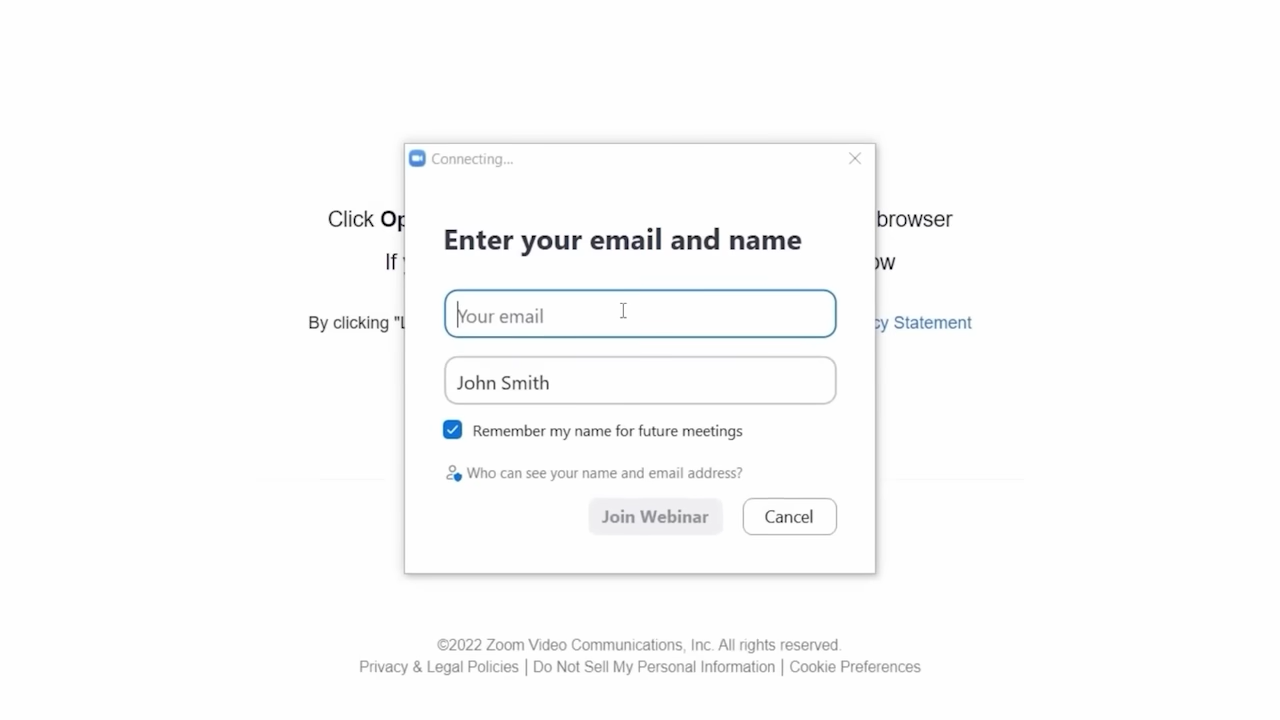 Connecting...
Click Op
browser
Enter your email and name
If
ow
Your email
By clicking "L
cy Statement
John Smith
Remember my name for future meetings
Who can see your name and email address?
Join Webinar
Cancel
©2022 Zoom Video Communications, Inc. All rights reserved.
Privacy & Legal Policies | Do Not Sell My Personal Information | Cookie Preferences